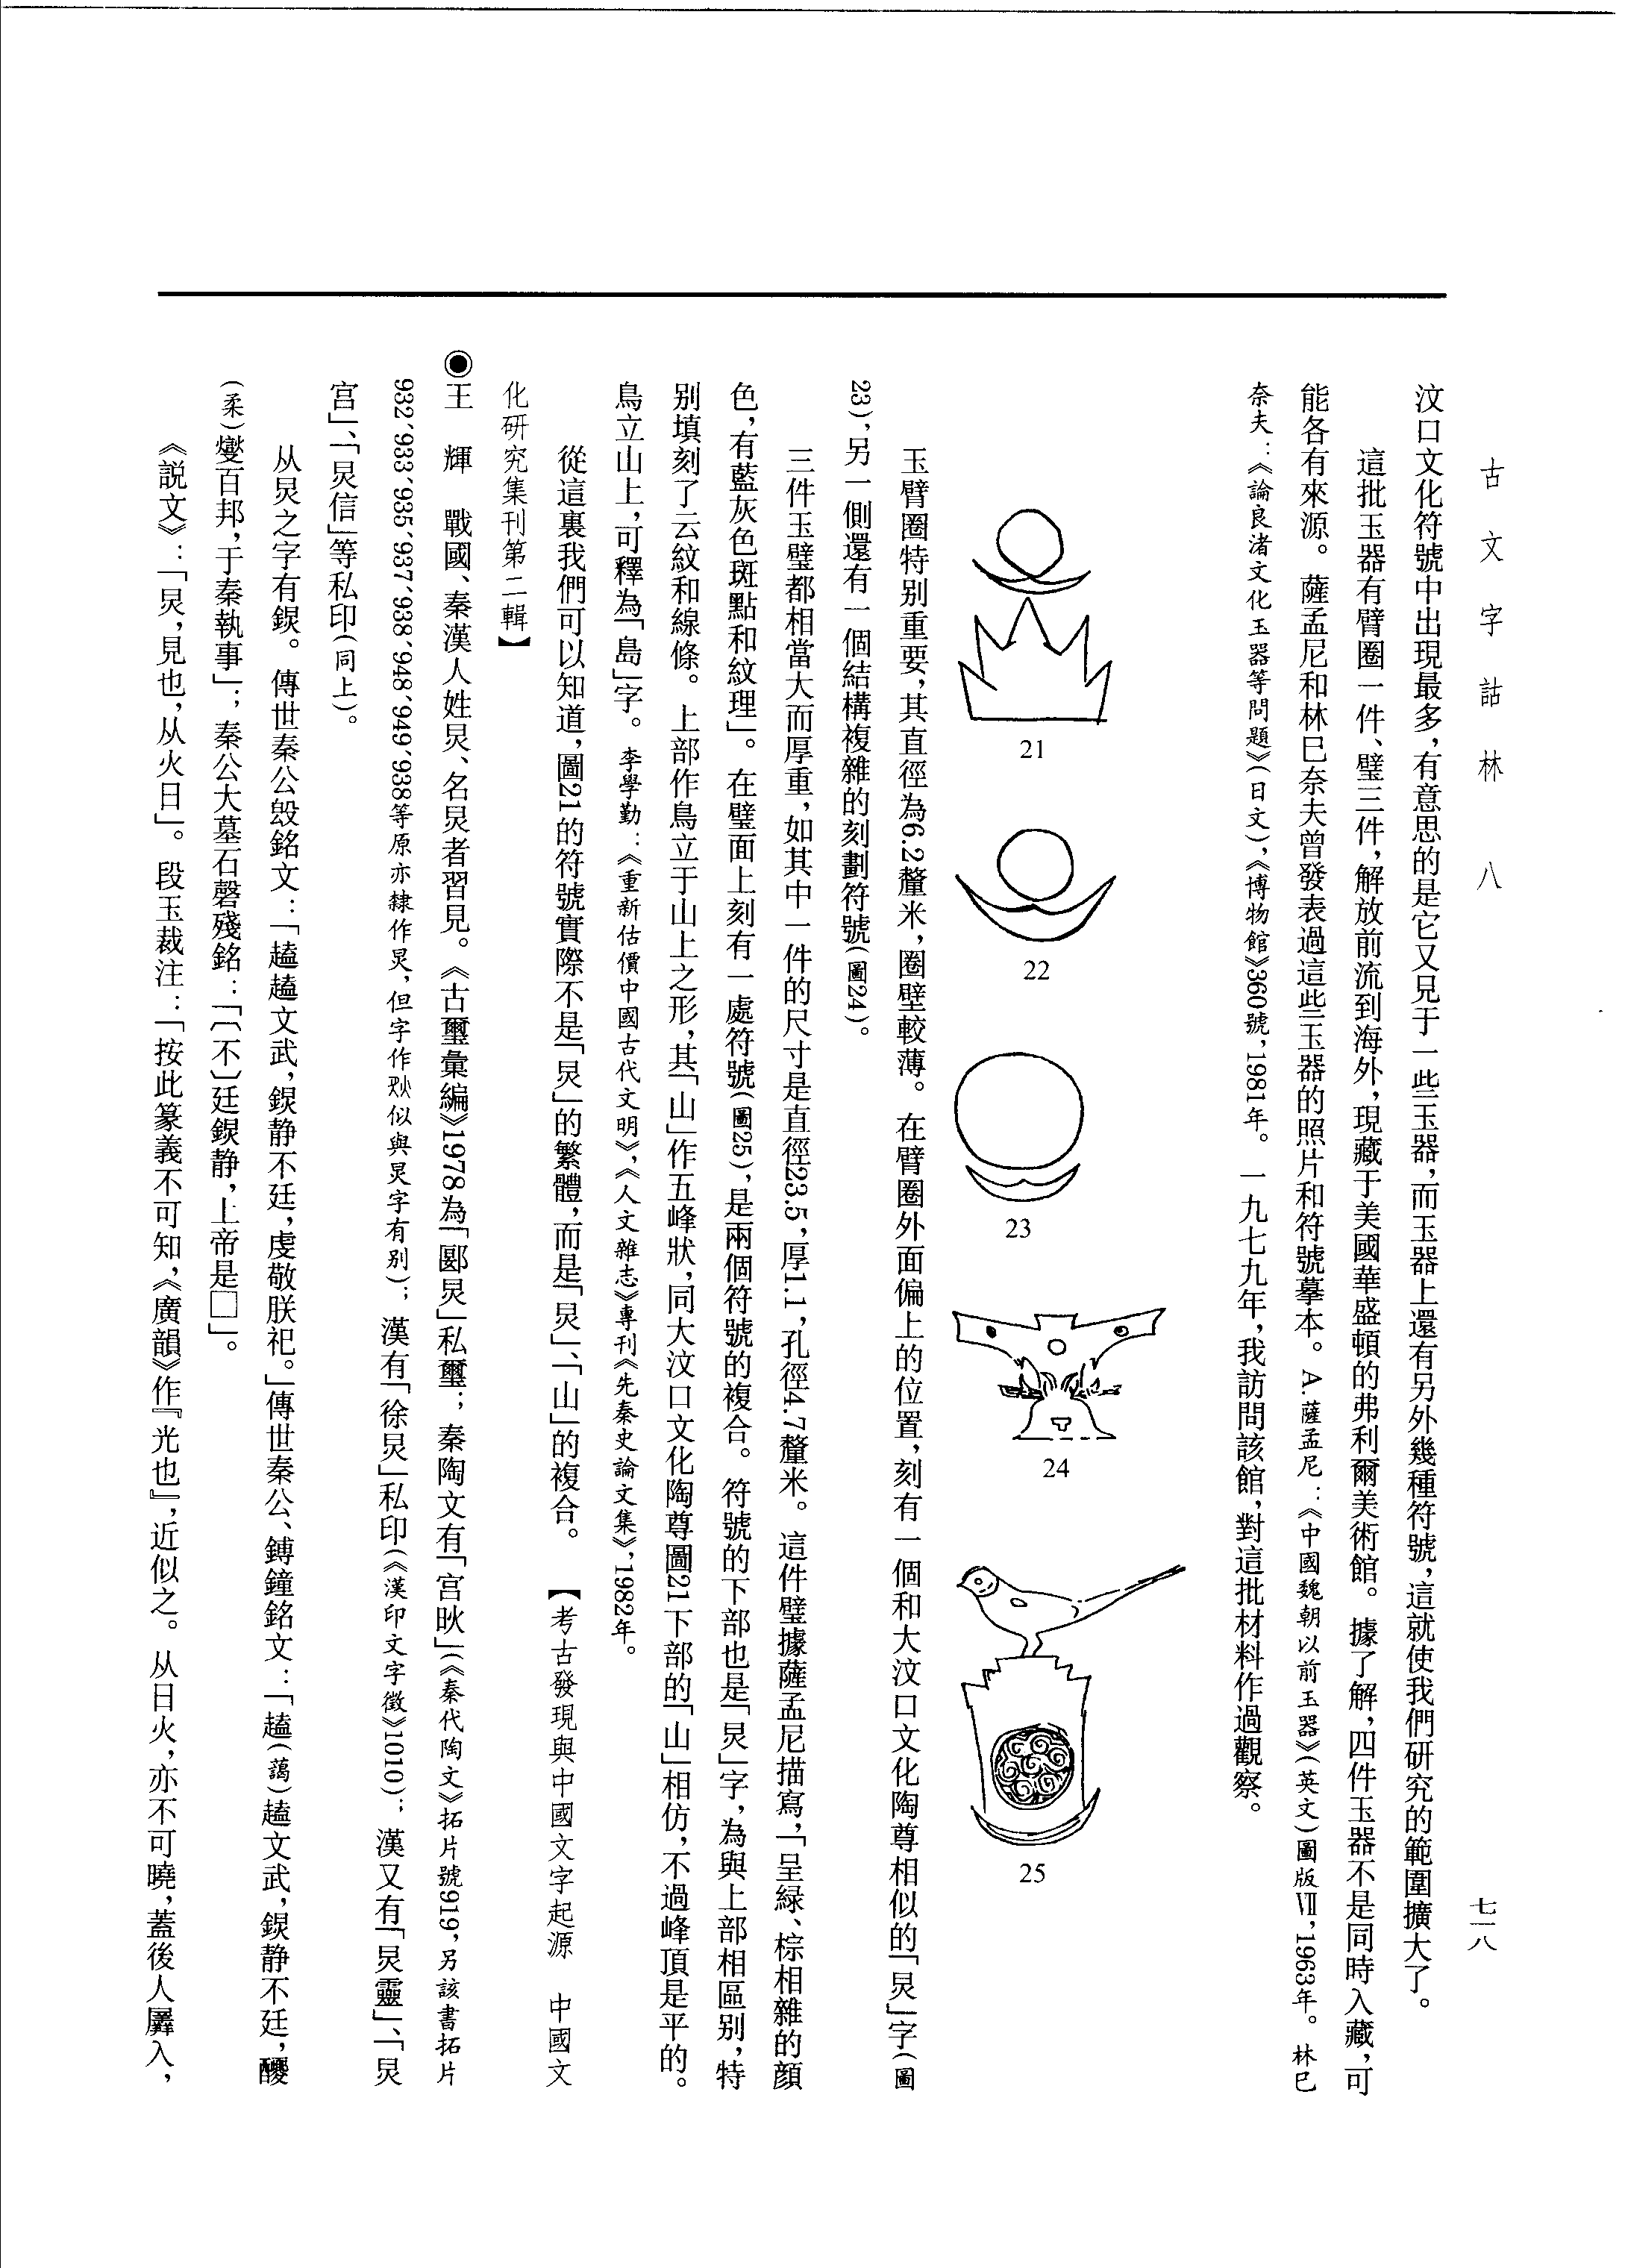 古文字詁林 八
七一八
汶口文化符號中出現最多，有意思的是它又見于一些玉器，而玉器上還有另外幾種符號，這就使我們研究的範圍擴大了。
這批玉器有臂圈一件、璧三件，解放前流到海外，現藏于美國華盛頓的弗利爾美術館。據了解，四件玉器不是同時入藏，可
能各有來源。薩孟尼和林巳奈夫曾發表過這些玉器的照片和符號摹本。A.薩孟尼：《中國魏朝以前玉器》（英文）圖版Ⅶ，1963年。林巳
奈夫：《論良渚文化玉器等問題》（日文），《博物館》360號，1981年。一九七九年，我訪問該館，對這批材料作過觀察。
21
22
23
24
25
玉臂圈特别重要，其直徑為6.2釐米，圈壁較薄。在臂圈外面偏上的位置，刻有一個和大汶口文化陶尊相似的「炅」字（圖
23），另一側還有一個結構複雜的刻劃符號（圖24）。
三件玉璧都相當大而厚重，如其中一件的尺寸是直徑23.5，厚1.1，孔徑4.7釐米。這件璧據薩孟尼描寫，「呈緑、棕相雜的顔
色，有藍灰色斑點和紋理」。在璧面上刻有一處符號（圖25），是兩個符號的複合。符號的下部也是「炅」字，為與上部相區别，特
别填刻了云紋和線條。上部作鳥立于山上之形，其「山」作五峰狀，同大汶口文化陶尊圖21下部的「山」相仿，不過峰頂是平的。
鳥立山上，可釋為「島」字。李學勤：《重新估價中國古代文明》，《人文雜志》專刊《先秦史論文集》，1982年。
從這裏我們可以知道，圖21的符號實際不是「炅」的繁體，而是「炅」、「山」的複合。【考古發現與中國文字起源 中國文
化研究集刊第二輯】
◉王 輝 戰國、秦漢人姓炅、名炅者習見。《古璽彙編》1978為「郾炅」私璽；秦陶文有「宫炚」（《秦代陶文》拓片號919，另該書拓片
932、933、935、937、938、948、949、938等原亦隸作炅，但字作㷇似與炅字有别）；漢有「徐炅」私印（《漢印文字徵》1010）；漢又有「炅靈」、「炅
宫」、「炅信」等私印（同上）。
从炅之字有鋧。傳世秦公𣪘銘文：「趌趌文武，鋧静不廷，虔敬朕祀。」傳世秦公、鎛鐘銘文：「趌（藹）趌文武，鋧静不廷，
（柔）燮百邦，于秦執事」；秦公大墓石磬殘銘：「〔不〕廷鋧静，上帝是□」。
《説文》：「炅，見也，从火日」。段玉裁注：「按此篆義不可知，《廣韻》作『光也』，近似之。从日火，亦不可曉，蓋後人羼入，